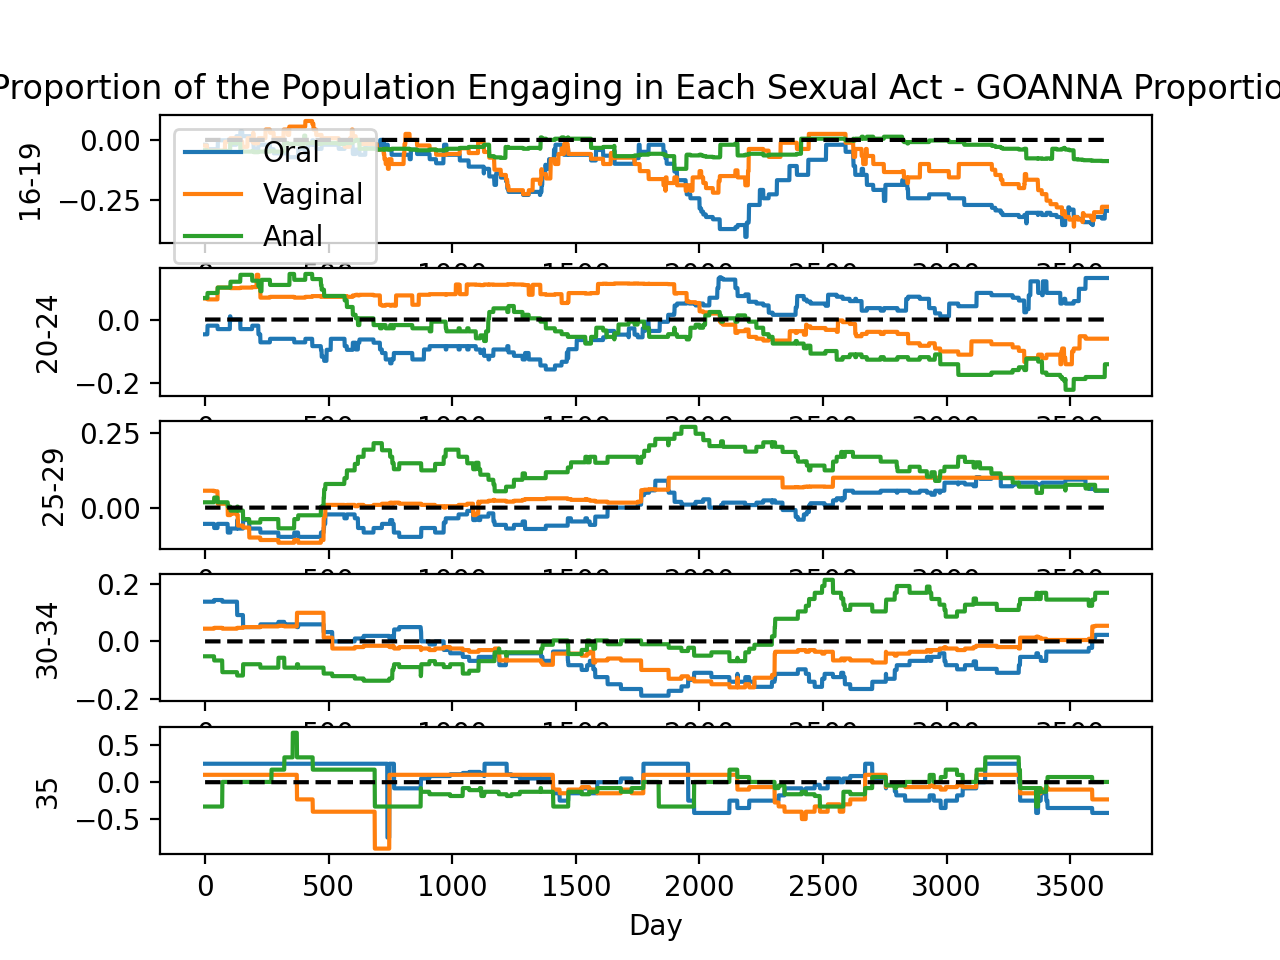 Proportion of the Population Engaging in Each Sexual Act - GOANNA Proportio
16-19
0.00
−0.25
Oral
Vaginal
Anal
20-24
0.0
−0.2
25-29
0.25
0.00
30-34
0.2
0.0
−0.2
35
0.5
0.0
−0.5
0 500 1000 1500 2000 2500 3000 3500
Day